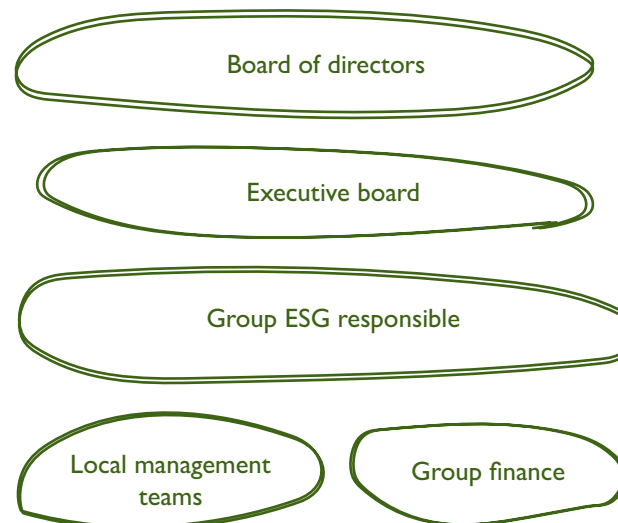 Board of directors
Executive board
Group ESG responsible
Local management
teams
Group finance